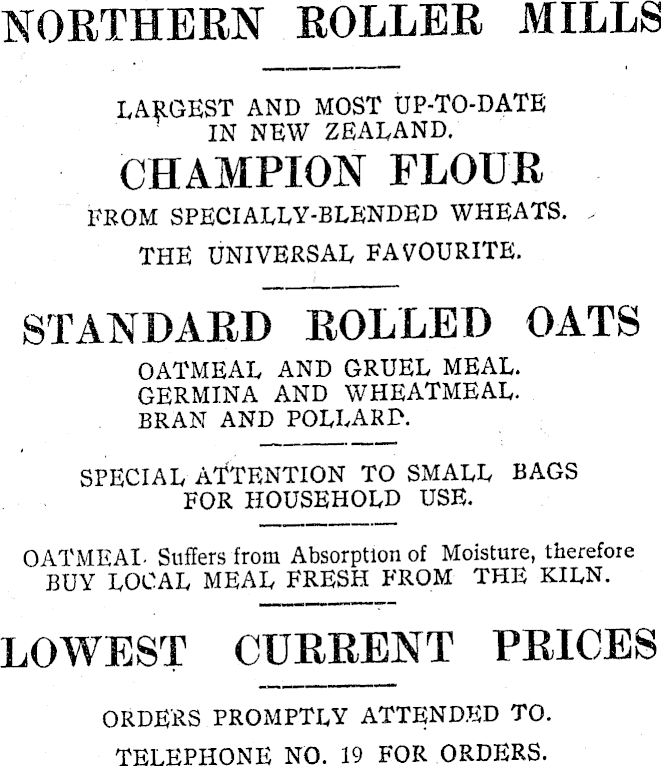 NORTHERN ROLLER MILLS
LARGEST AND MOST UP-TO-DATE
IN NEW ZEALAND.
CHAMPION FLOUR
FROM SPECIALLY-BLENDED WHEATS.
THE UNIVERSAL FAVOURITE.
STANDARD ROLLED OATS
OATMEAL AND GRUEL MEAL.
GERMINA AND WHEATMEAL.
BRAN AND POLLARD.
SPECIAL ATTENTION TO SMALL BAGS
FOR HOUSEHOLD USE.
OATMEAL Suffers from Absorption of Moisture, therefore
BUY LOCAL MEAL FRESH FROM THE KILN.
LOWEST CURRENT PRICES
ORDERS PROMPTLY ATTENDED TO.
TELEPHONE NO. 19 FOR ORDERS.